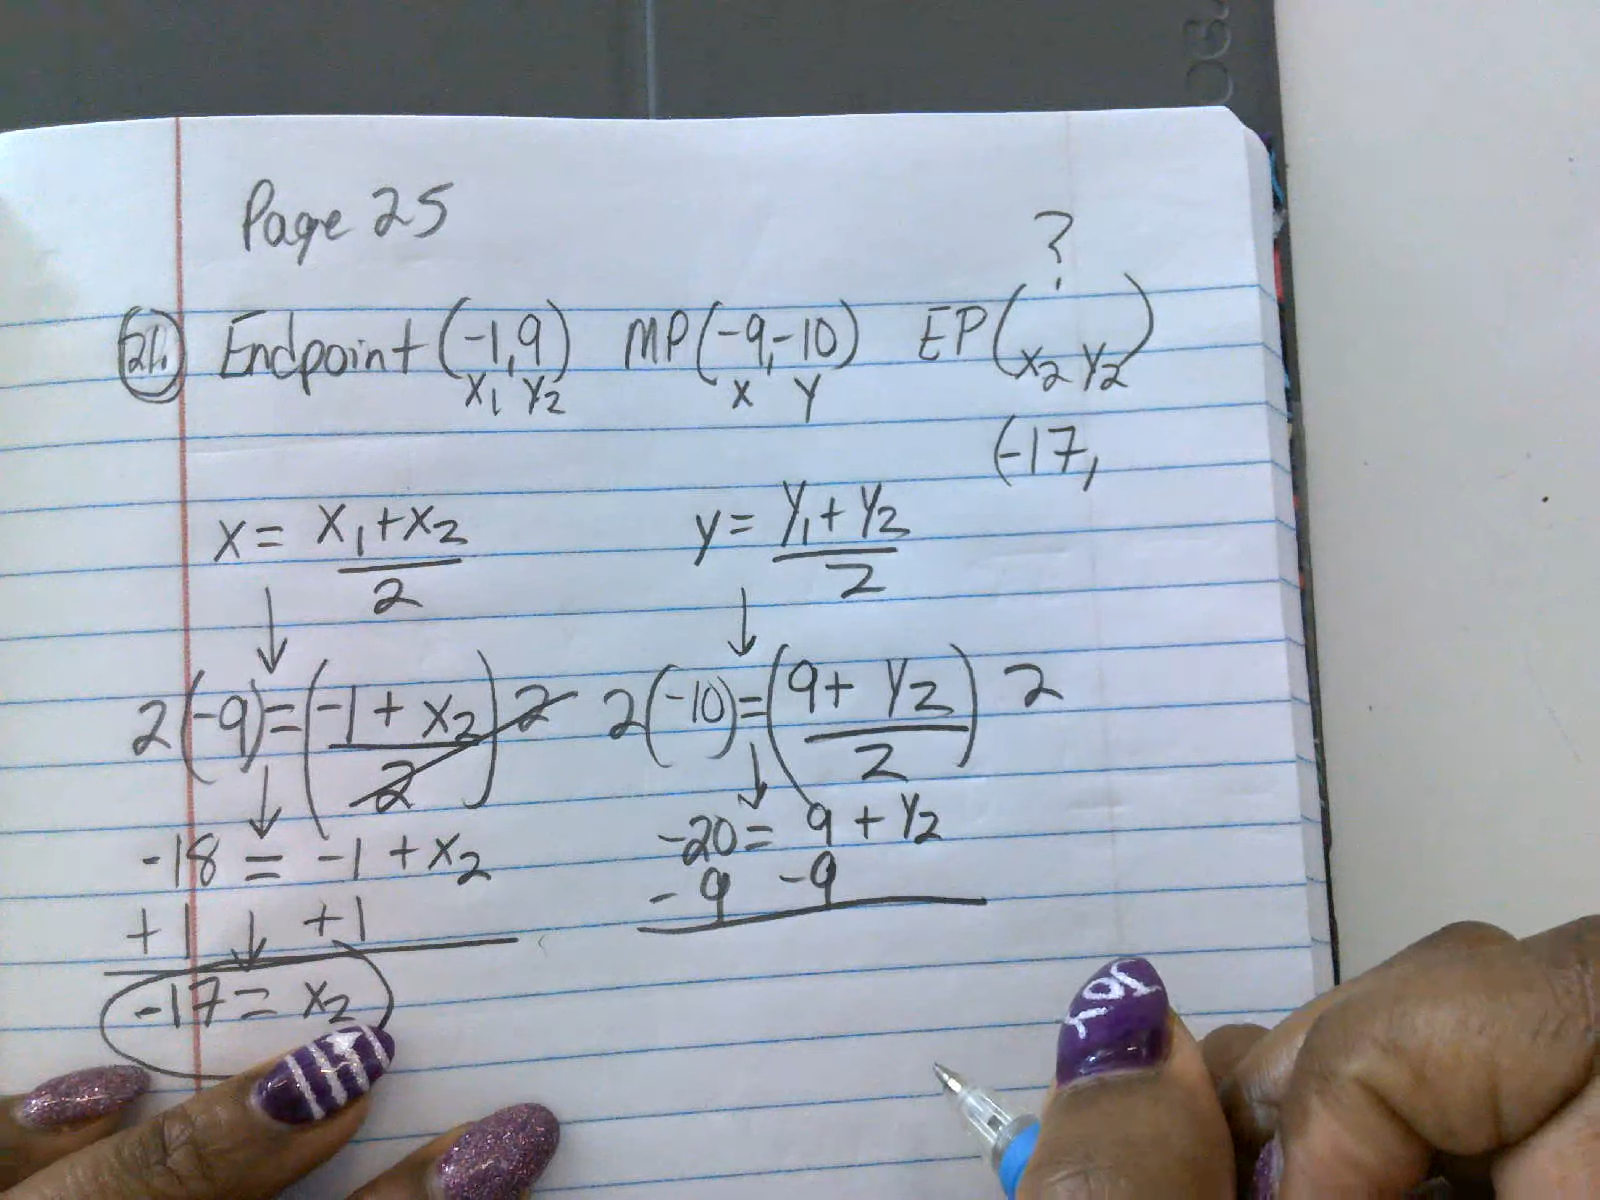 Page 25
?
21. Endpoint (-1, 9) MP (-9, -10) EP (x₂ y₂)
x₁ y₂ x y
(-17,
x = x₁ + x₂ / 2 y = y₁ + y₂ / 2
↓ ↓
2(-9) = (-1 + x₂ / 2) 2 2(-10) = (9 + y₂ / 2) 2
↓ ↓
-18 = -1 + x₂ -20 = 9 + y₂
+1 ↓ +1 -9 -9
-17 = x₂